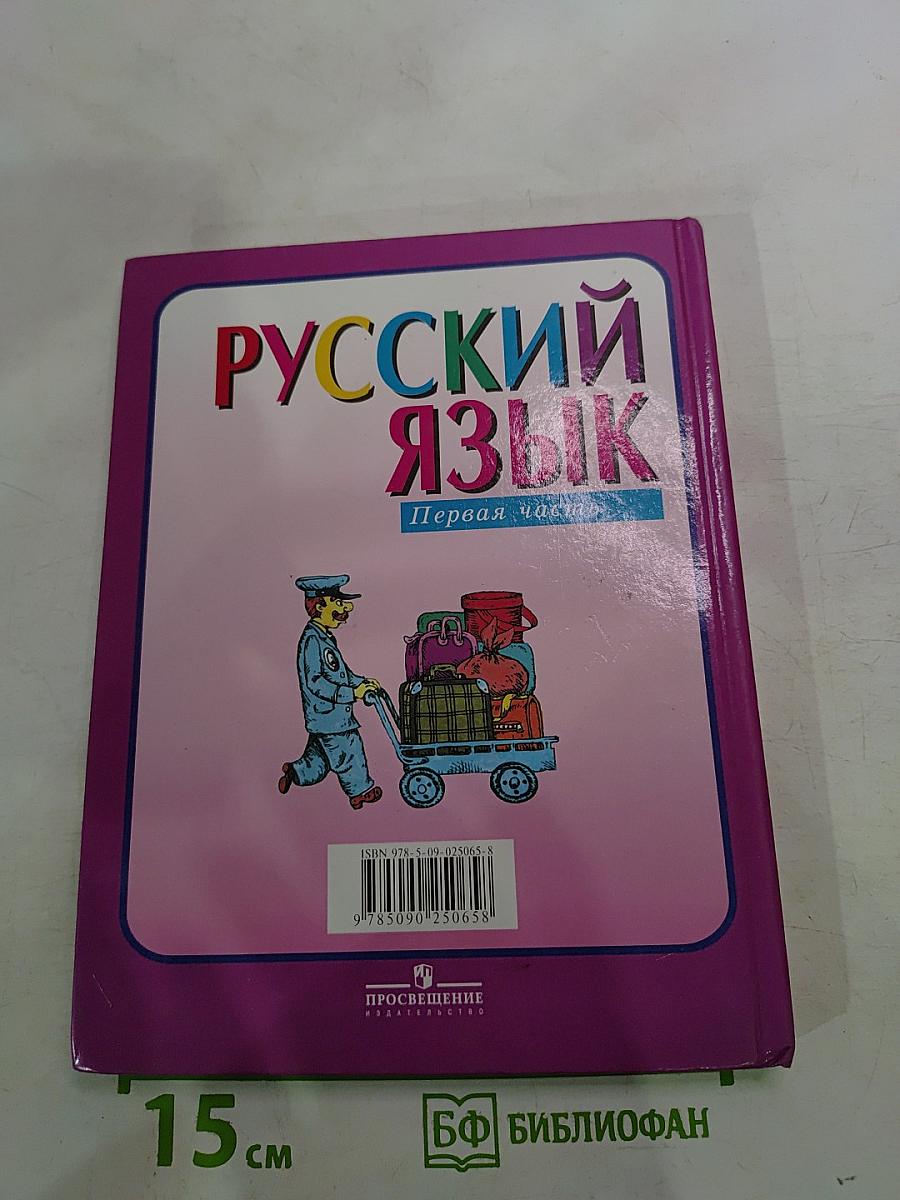 РУССКИЙ
ЯЗЫК
Первая часть
ISBN 978-5-09-025065-8
9 785090 250658
ПРОСВЕЩЕНИЕ
ИЗДАТЕЛЬСТВО
15 см
БФ БИБЛИОФАН